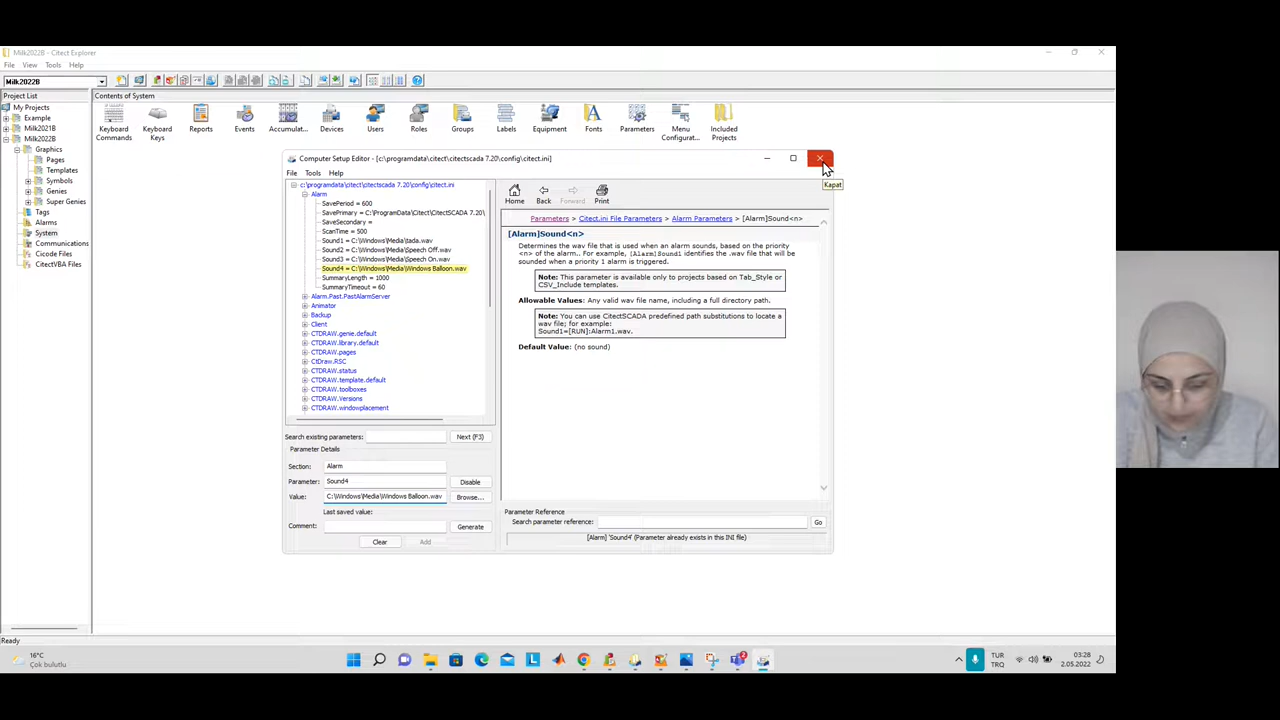 Milk2022B - Citect Explorer
File View Tools Help
Milk2022B
Project List
Contents of System
My Projects
Example
Milk2021B
Milk2022B
Graphics
Pages
Templates
Symbols
Genies
Super Genies
Tags
Alarms
System
Communications
Cicode Files
CitectVBA Files
Keyboard Commands
Keyboard Keys
Reports
Events
Accumulat...
Devices
Users
Roles
Groups
Labels
Equipment
Fonts
Parameters
Menu Configurat...
Included Projects
Computer Setup Editor - [c:\programdata\citect\citectscada 7.20\config\citect.ini]
Kapat
File Tools Help
c:\programdata\citect\citectscada 7.20\config\citect.ini
Alarm
SavePeriod = 600
SavePrimary = C:\ProgramData\Citect\CitectSCADA 7.20\
SaveSecondary =
ScanTime = 500
Sound1 = C:\Windows\Media\tada.wav
Sound2 = C:\Windows\Media\Speech Off.wav
Sound3 = C:\Windows\Media\Speech On.wav
Sound4 = C:\Windows\Media\Windows Balloon.wav
SummaryLength = 1000
SummaryTimeout = 60
Alarm.Past.PastAlarmServer
Animator
Backup
Client
CTDRAW.genie.default
CTDRAW.library.default
CTDRAW.pages
CtDraw.RSC
CTDRAW.status
CTDRAW.template.default
CTDRAW.toolboxes
CTDRAW.Versions
CTDRAW.windowplacement
Search existing parameters:
Next (F3)
Parameter Details
Section: Alarm
Parameter: Sound4
Disable
Value: C:\Windows\Media\Windows Balloon.wav
Browse...
Last saved value:
Comment:
Generate
Clear
Add
Home
Back
Forward
Print
Parameters > Citect.ini File Parameters > Alarm Parameters > [Alarm]Sound<n>
[Alarm]Sound<n>
Determines the wav file that is used when an alarm sounds, based on the priority
<n> of the alarm.. For example, [Alarm]Sound1 identifies the .wav file that will be
sounded when a priority 1 alarm is triggered.
Note: This parameter is available only to projects based on Tab_Style or
CSV_Include templates.
Allowable Values: Any valid wav file name, including a full directory path.
Note: You can use CitectSCADA predefined path substitutions to locate a
wav file; for example:
Sound1=[RUN]:Alarm1.wav.
Default Value: (no sound)
Parameter Reference
Search parameter reference:
Go
[Alarm] 'Sound4' (Parameter already exists in this INI file)
Ready
16°C
Çok bulutlu
2
TUR
TRQ
03:28
2.05.2022